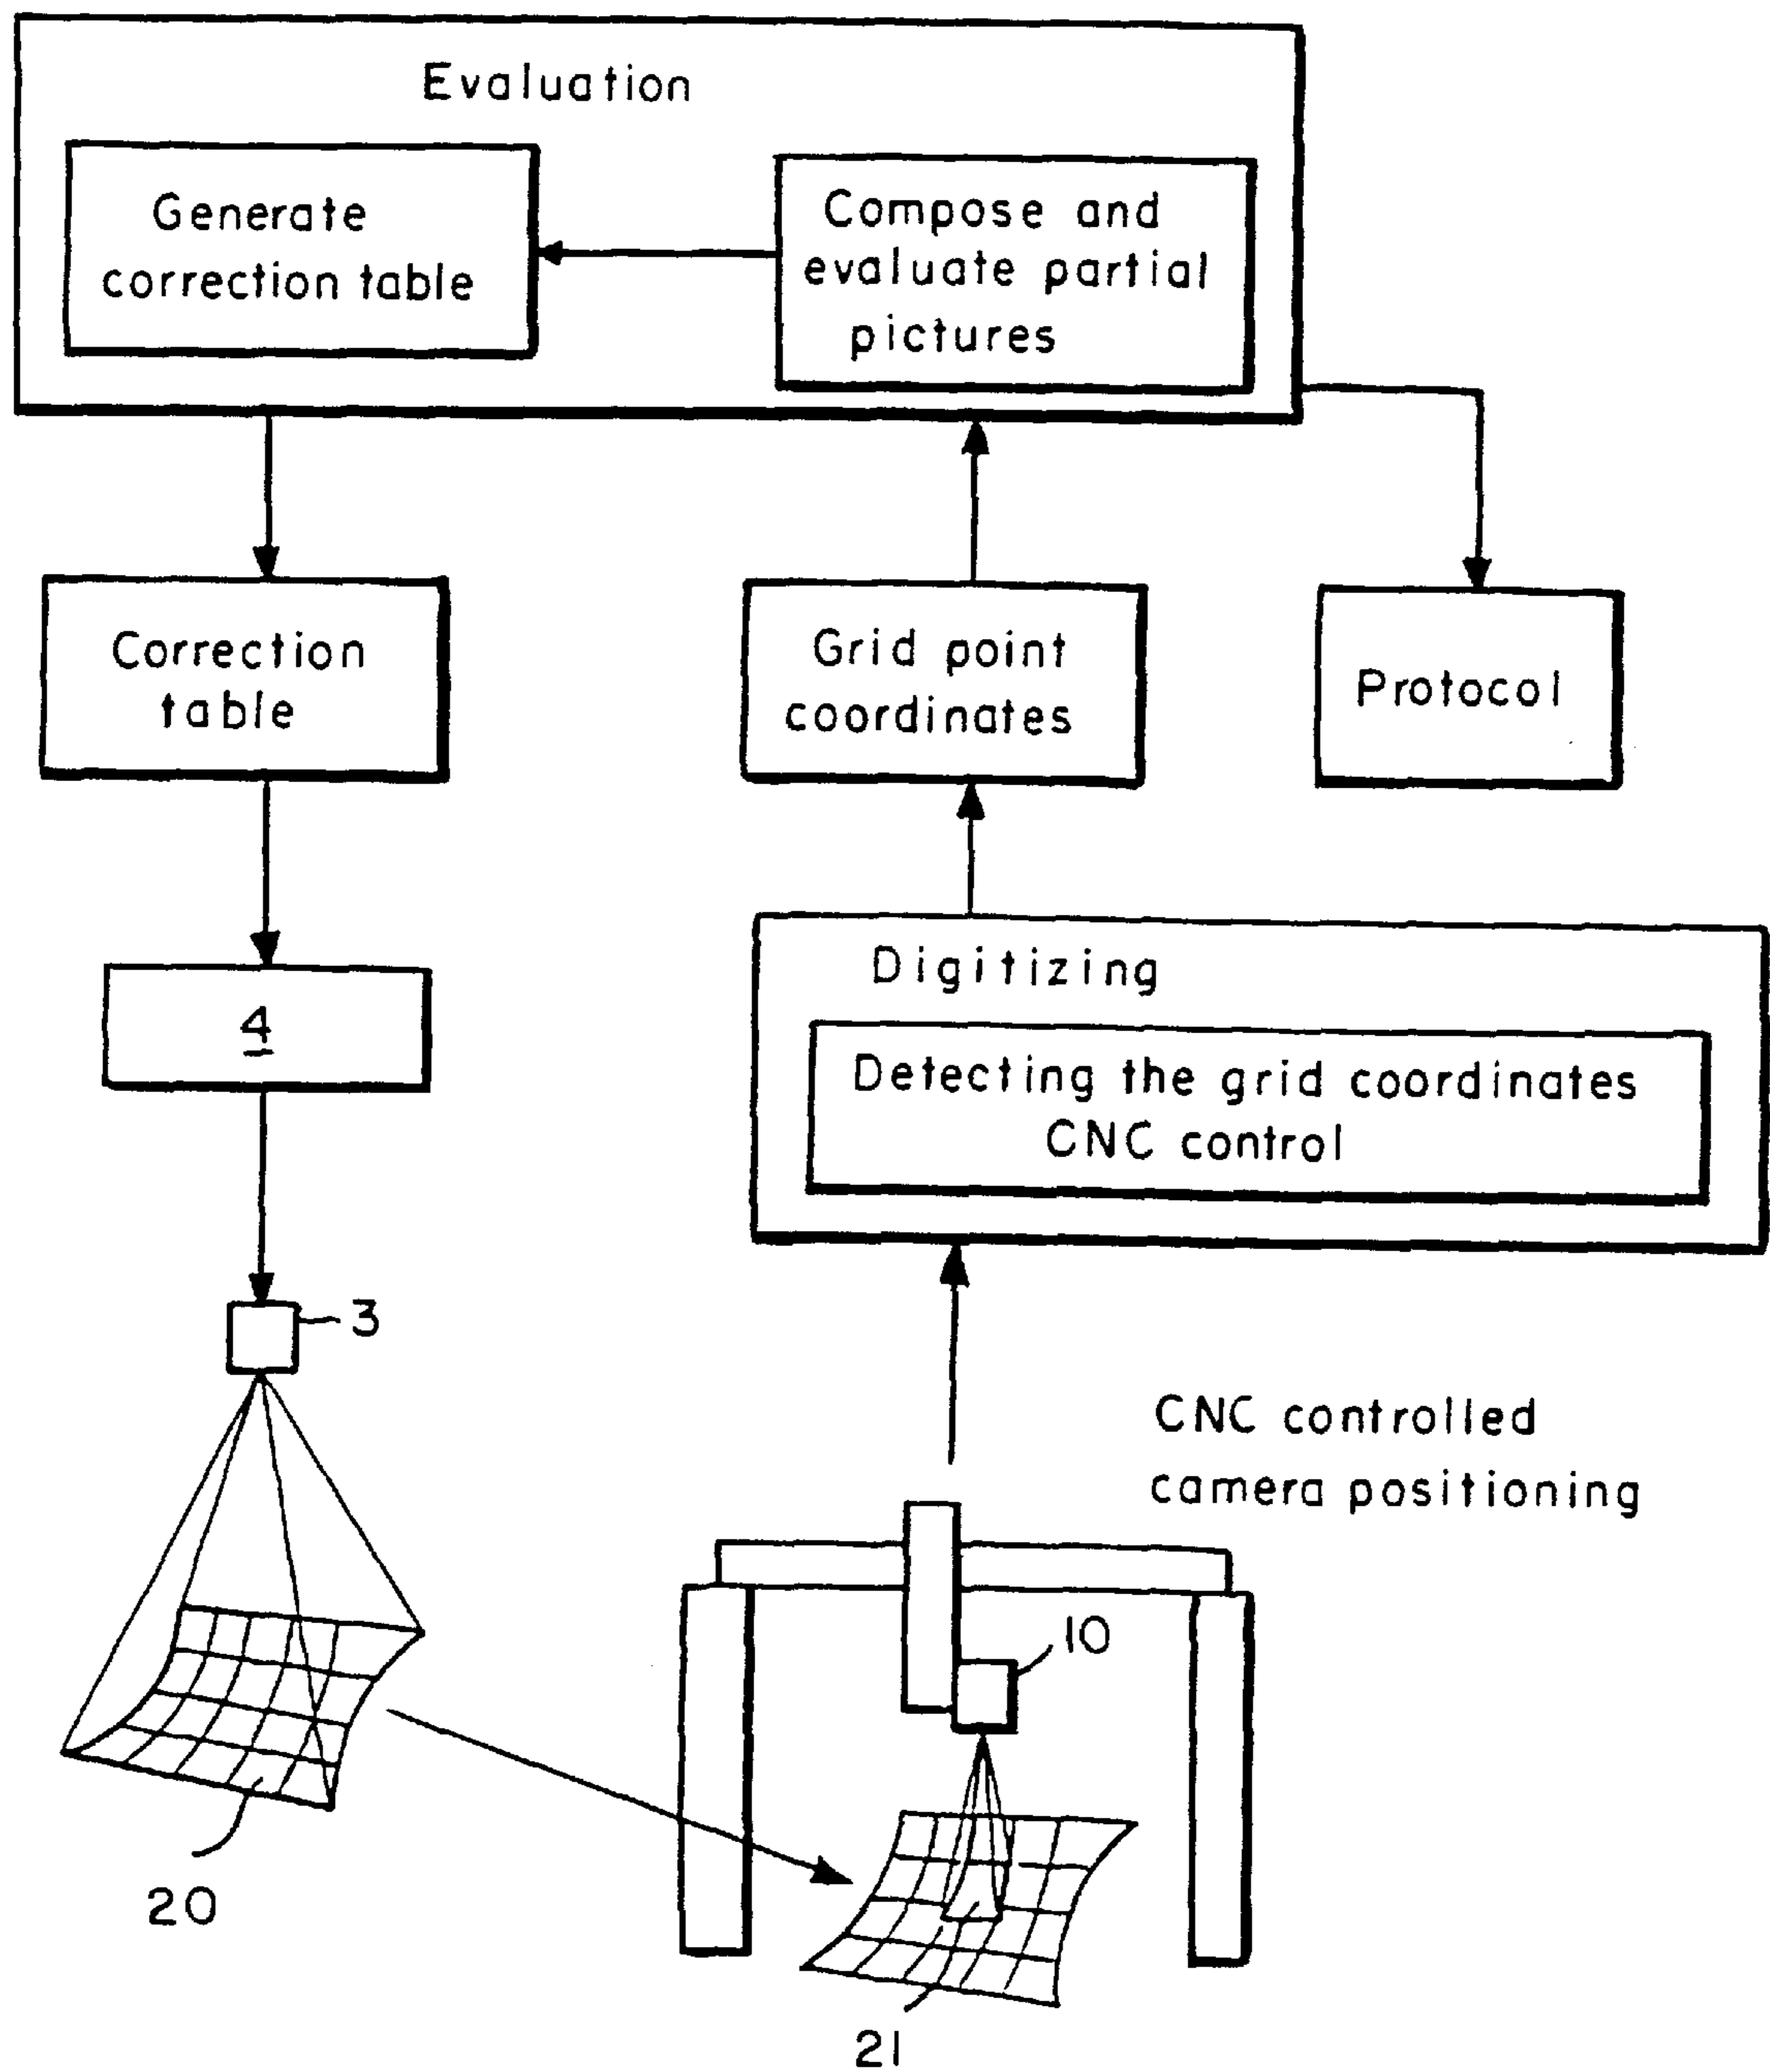 Evaluation
Generate
correction table
Compose and
evaluate partial
pictures
Correction
table
Grid point
coordinates
Protocol
4
Digitizing
Detecting the grid coordinates
CNC control
3
CNC controlled
camera positioning
10
20
21